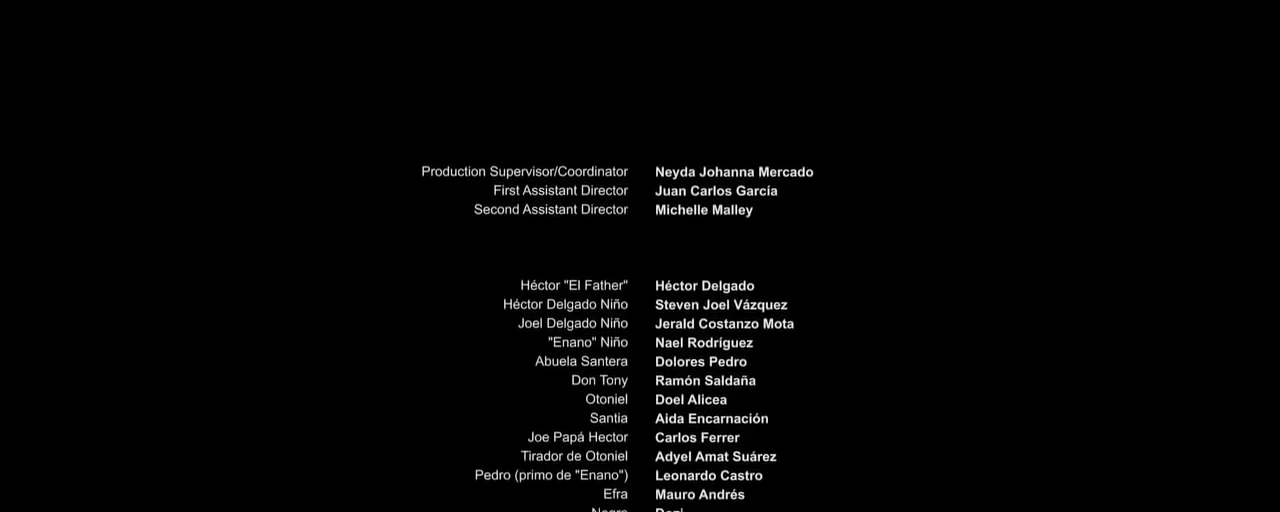 Production Supervisor/Coordinator Neyda Johanna Mercado
First Assistant Director Juan Carlos García
Second Assistant Director Michelle Malley
Héctor "El Father" Héctor Delgado
Héctor Delgado Niño Steven Joel Vázquez
Joel Delgado Niño Jerald Costanzo Mota
"Enano" Niño Nael Rodríguez
Abuela Santera Dolores Pedro
Don Tony Ramón Saldaña
Otoniel Doel Alicea
Santia Aida Encarnación
Joe Papá Hector Carlos Ferrer
Tirador de Otoniel Adyel Amat Suárez
Pedro (primo de "Enano") Leonardo Castro
Efra Mauro Andrés